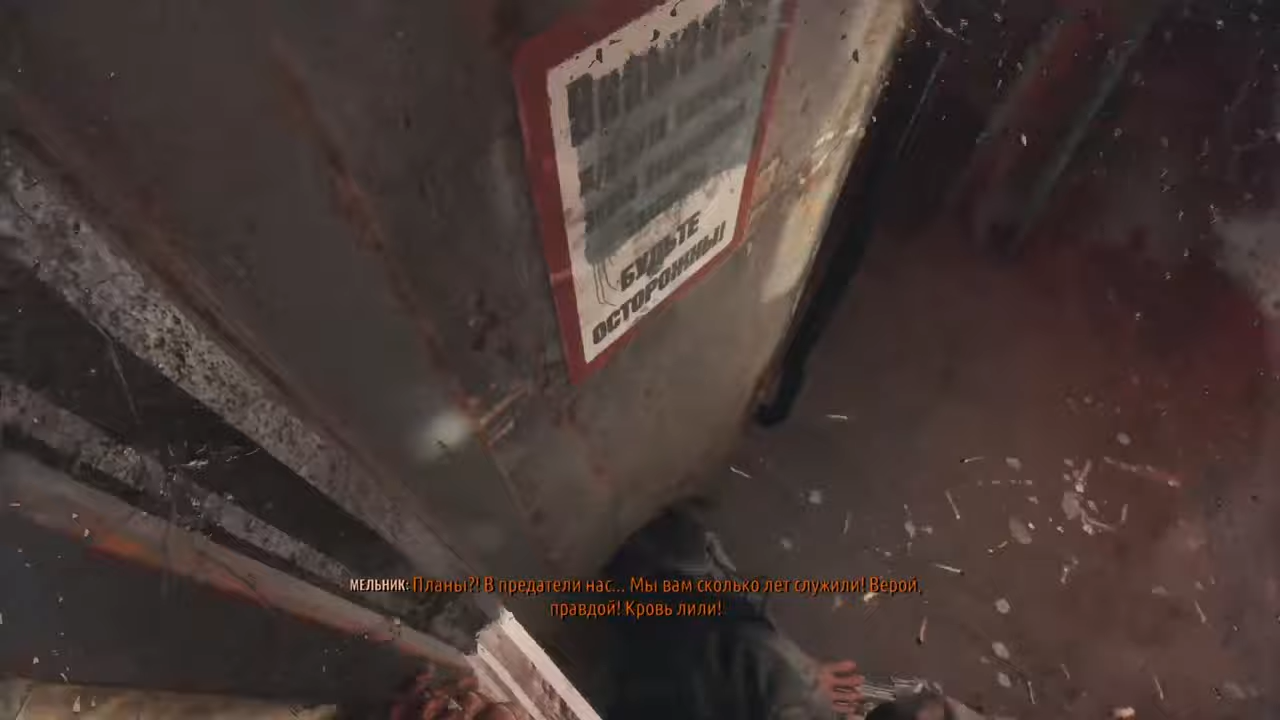 БУДЬТЕ
ОСТОРОЖНЫ!
МЕЛЬНИК: Планы?! В предатели нас... Мы вам сколько лет служили! Верой,
правдой! Кровь лили!